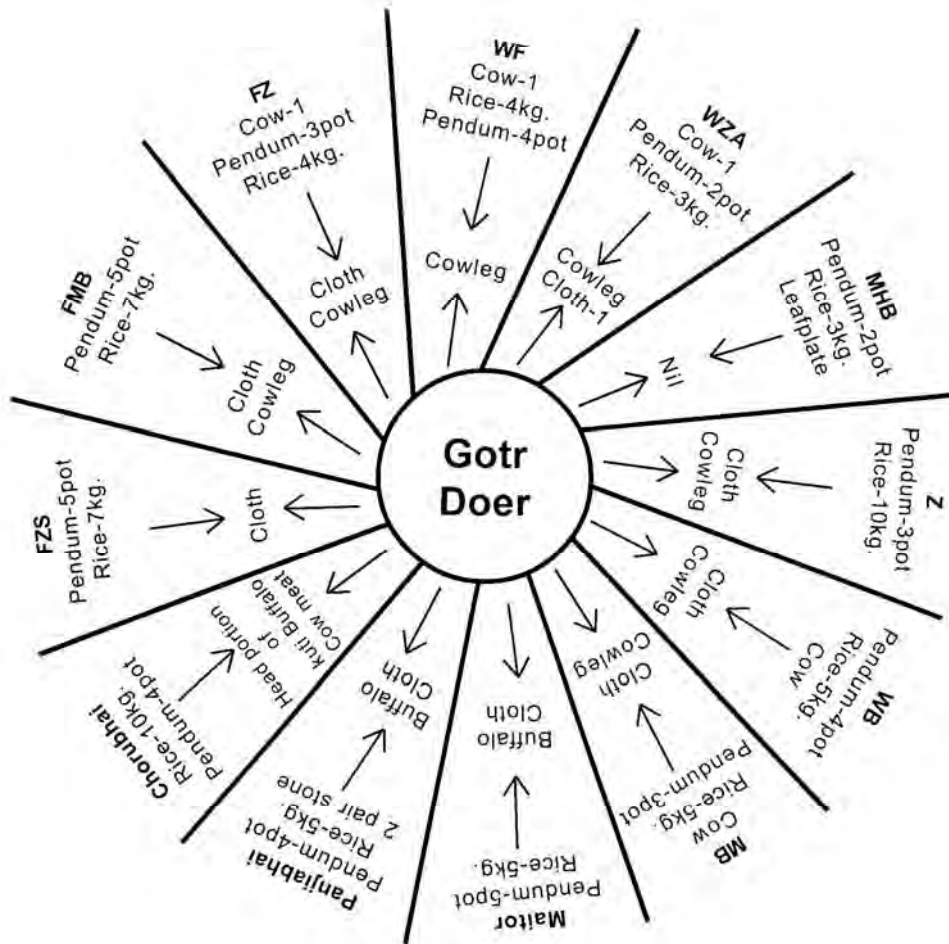 Gotr
Doer
WF
Cow-1
Rice-4kg.
Pendum-4pot
Cowleg
WZA
Cow-1
Pendum-2pot
Rice-3kg.
Cowleg
Cloth-1
MHB
Pendum-2pot
Rice-3kg.
Leafplate
Nil
Z
Pendum-3pot
Rice-10kg.
Cloth
Cowleg
WB
Pendum-4pot
Rice-5kg.
Cow
Cloth
Cowleg
MB
Cow
Rice-5kg.
Pendum-3pot
Cloth
Cowleg
Maitor
Pendum-5pot
Rice-5kg.
Buffalo
Cloth
Panjiabhai
Pendum-4pot
Rice-5kg.
2 pair stone
Buffalo
Cloth
Chorubhai
Rice-10kg.
Pendum-4pot
Head portion
of
kuti Buffalo
Cow meat
FZS
Pendum-5pot
Rice-7kg.
Cloth
FMB
Pendum-5pot
Rice-7kg.
Cloth
Cowleg
FZ
Cow-1
Pendum-3pot
Rice-4kg.
Cloth
Cowleg